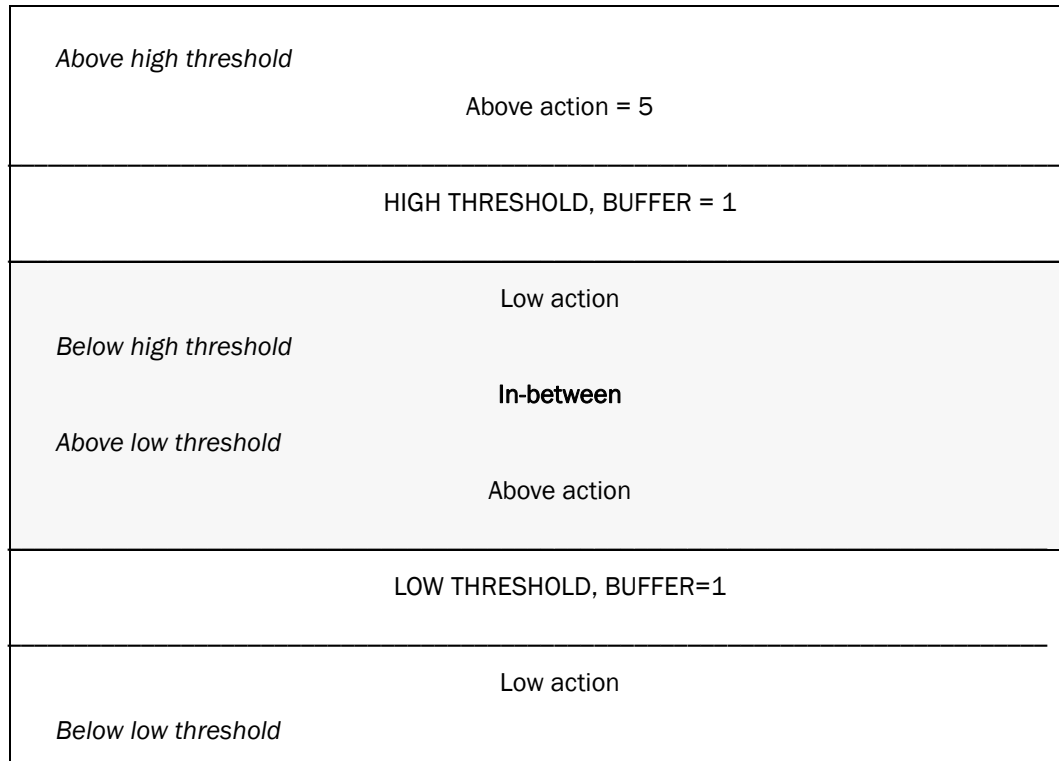 Above high threshold
Above action = 5
HIGH THRESHOLD, BUFFER = 1
Low action
Below high threshold
In-between
Above low threshold
Above action
LOW THRESHOLD, BUFFER=1
Low action
Below low threshold